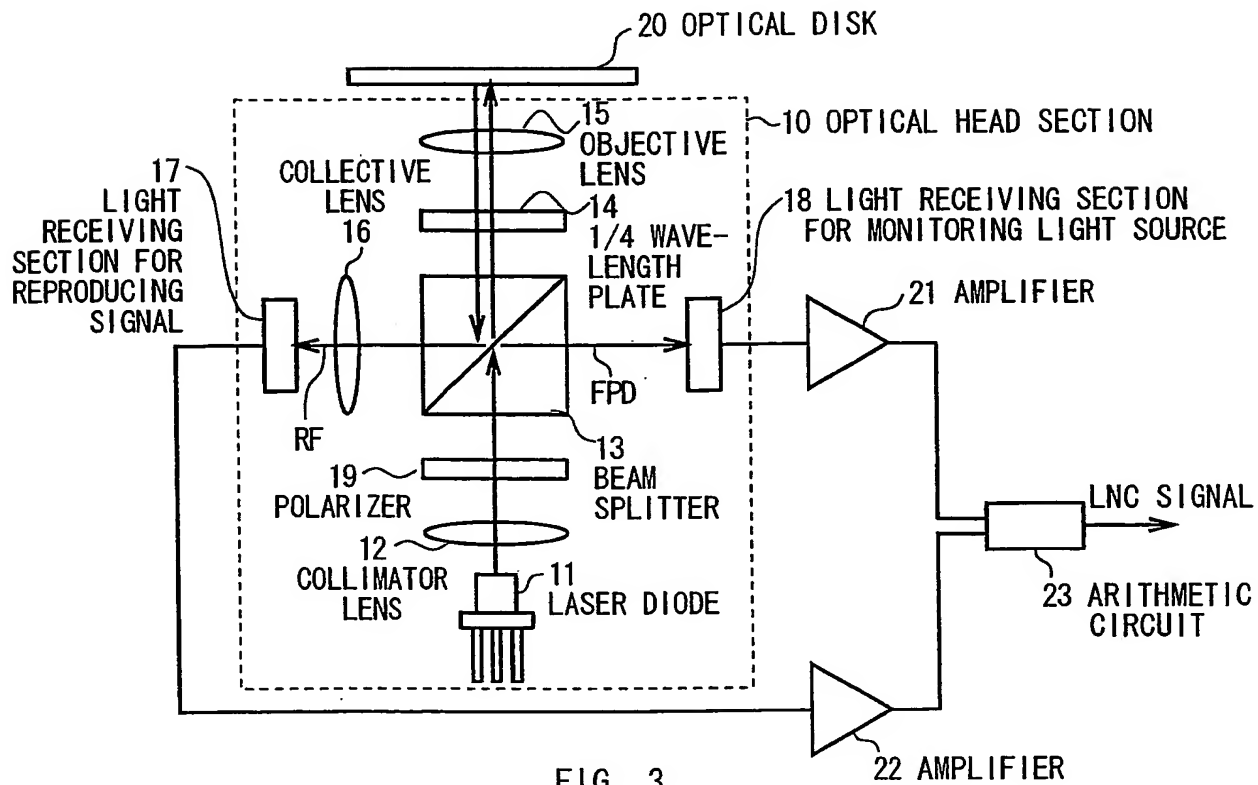 20 OPTICAL DISK
10 OPTICAL HEAD SECTION
15
OBJECTIVE
LENS
17
LIGHT
RECEIVING
SECTION FOR
REPRODUCING
SIGNAL
COLLECTIVE
LENS
16
14
1/4 WAVE-
LENGTH
PLATE
18 LIGHT RECEIVING SECTION
FOR MONITORING LIGHT SOURCE
21 AMPLIFIER
RF
FPD
13
BEAM
SPLITTER
19
POLARIZER
12
COLLIMATOR
LENS
11
LASER DIODE
LNC SIGNAL
23 ARITHMETIC
CIRCUIT
22 AMPLIFIER
FIG. 3